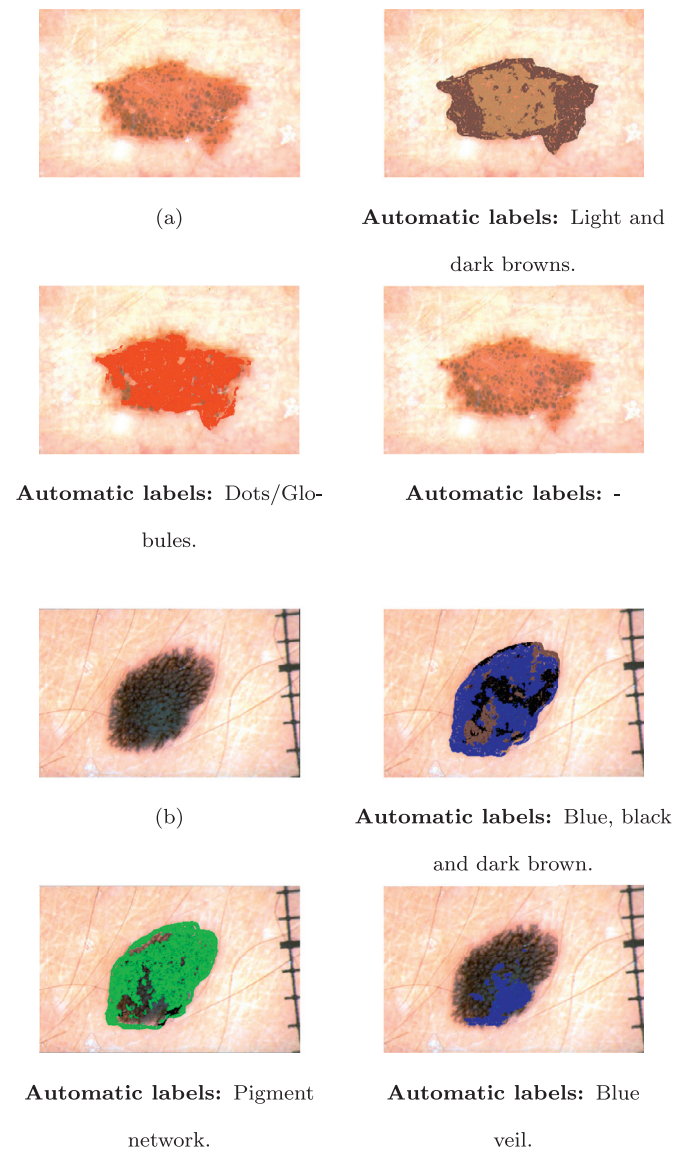 (a)
Automatic labels: Light and
dark browns.
Automatic labels: Dots/Glo-
bules.
Automatic labels: -
(b)
Automatic labels: Blue, black
and dark brown.
Automatic labels: Pigment
network.
Automatic labels: Blue
veil.